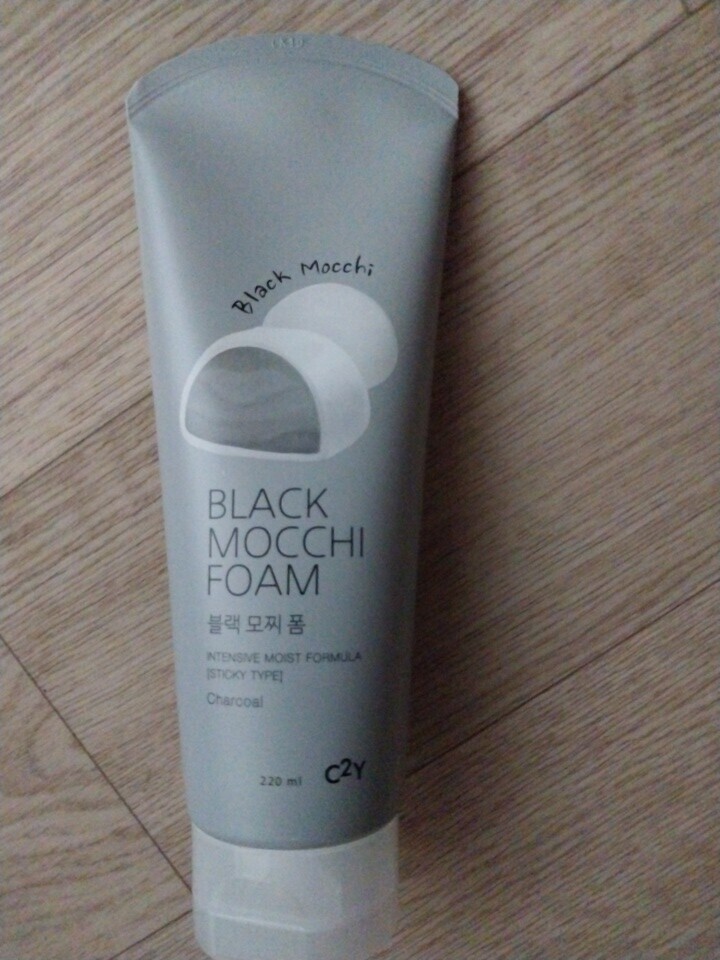 Black Mocchi
BLACK
MOCCHI
FOAM
블랙 모찌 폼
INTENSIVE MOIST FORMULA
[STICKY TYPE]
Charcoal
220 ml C2Y